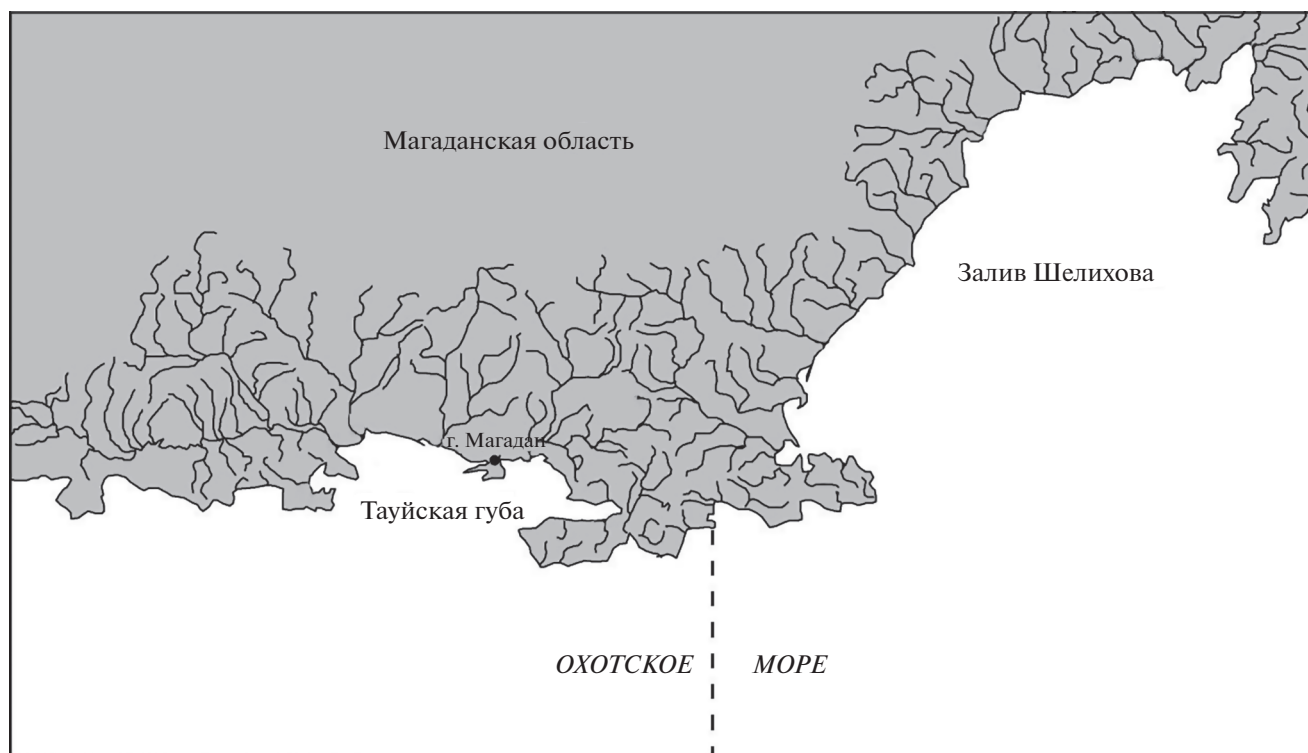 Магаданская область
Залив Шелихова
г. Магадан
Тауйская губа
ОХОТСКОЕ МОРЕ